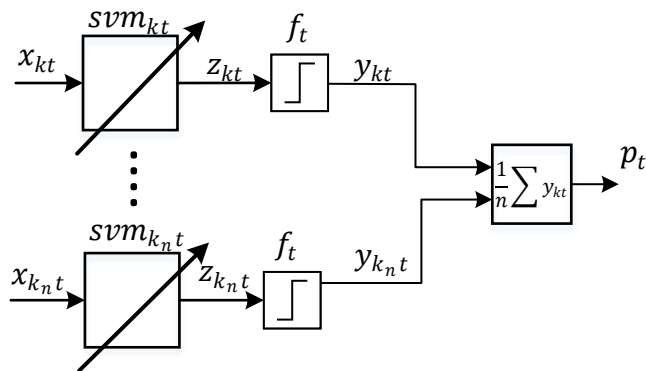 svm_{kt}
x_{kt}
z_{kt}
f_t
y_{kt}
\frac{1}{n} \sum y_{kt}
p_t
svm_{k_n t}
x_{k_n t}
z_{k_n t}
f_t
y_{k_n t}